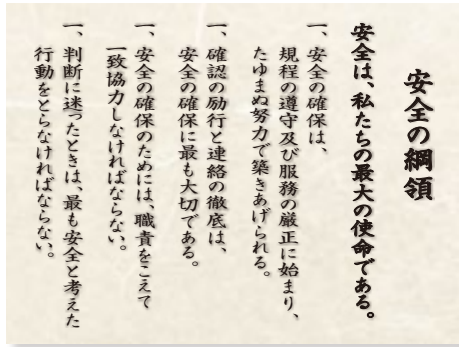 安全の綱領
安全は、私たちの最大の使命である。
一、安全の確保は、
規程の遵守及び服務の厳正に始まり、
たゆまぬ努力で築きあげられる。
一、確認の励行と連絡の徹底は、
安全の確保に最も大切である。
一、安全の確保のためには、職責をこえて
一致協力しなければならない。
一、判断に迷ったときは、最も安全と考えた
行動をとらなければならない。